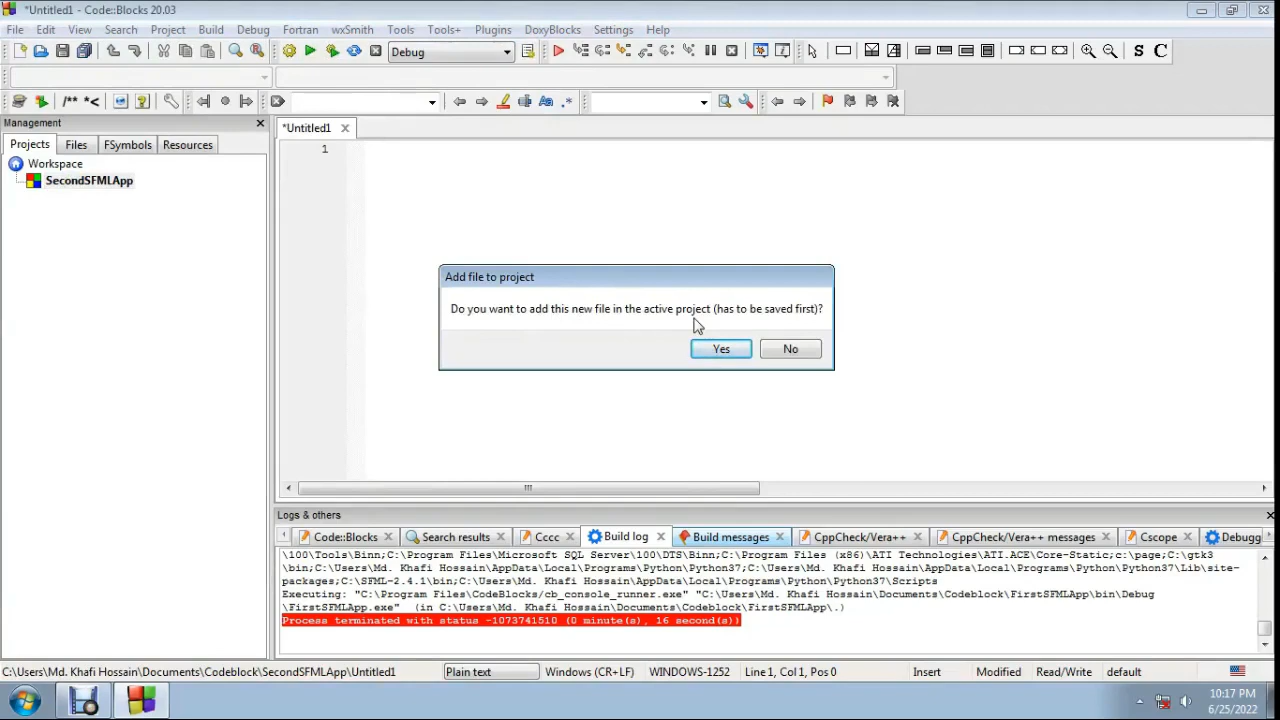 *Untitled1 - Code::Blocks 20.03
File Edit View Search Project Build Debug Fortran wxSmith Tools Tools+ Plugins DoxyBlocks Settings Help
Debug
S C
/** *<
Aa .*
Management
Projects Files FSymbols Resources
Workspace
SecondSFMLApp
*Untitled1
1
Add file to project
Do you want to add this new file in the active project (has to be saved first)?
Yes No
Logs & others
Code::Blocks Search results Cccc Build log Build messages CppCheck/Vera++ CppCheck/Vera++ messages Cscope Debugg
\100\Tools\Binn;C:\Program Files\Microsoft SQL Server\100\DTS\Binn;C:\Program Files (x86)\ATI Technologies\ATI.ACE\Core-Static;c:\page;C:\gtk3
\bin;C:\Users\Md. Khafi Hossain\AppData\Local\Programs\Python\Python37;C:\Users\Md. Khafi Hossain\AppData\Local\Programs\Python\Python37\Lib\site-
packages;C:\SFML-2.4.1\bin;C:\Users\Md. Khafi Hossain\AppData\Local\Programs\Python\Python37\Scripts
Executing: "C:\Program Files\CodeBlocks/cb_console_runner.exe" "C:\Users\Md. Khafi Hossain\Documents\Codeblock\FirstSFMLApp\bin\Debug
\FirstSFMLApp.exe" (in C:\Users\Md. Khafi Hossain\Documents\Codeblock\FirstSFMLApp\.)
Process terminated with status -1073741510 (0 minute(s), 16 second(s))
C:\Users\Md. Khafi Hossain\Documents\Codeblock\SecondSFMLApp\Untitled1 Plain text Windows (CR+LF) WINDOWS-1252 Line 1, Col 1, Pos 0 Insert Modified Read/Write default
10:17 PM
6/25/2022